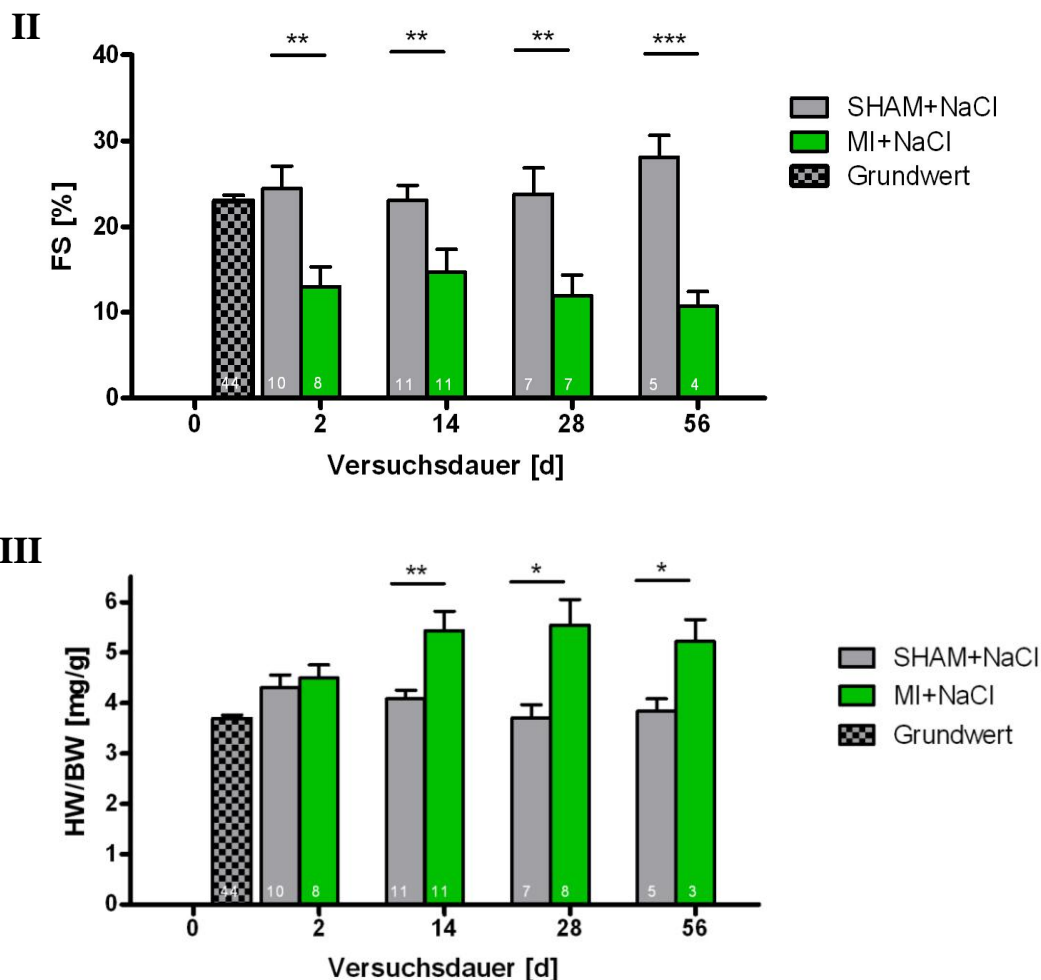 II
** ** ** ***
40
30
20
10
0
FS [%]
44 10 8 11 11 7 7 5 4
0 2 14 28 56
Versuchsdauer [d]
SHAM+NaCl
MI+NaCl
Grundwert
III
** * *
6
5
4
3
2
1
0
HW/BW [mg/g]
44 10 8 11 11 7 8 5 3
0 2 14 28 56
Versuchsdauer [d]
SHAM+NaCl
MI+NaCl
Grundwert